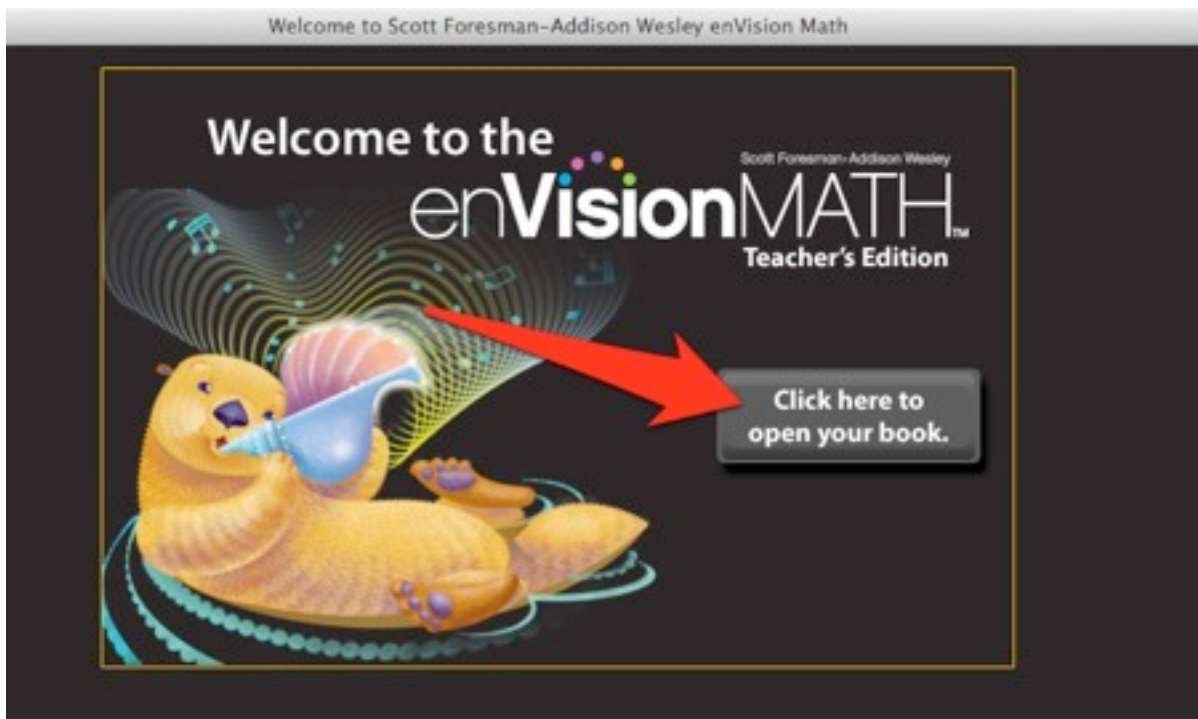 Welcome to Scott Foresman–Addison Wesley enVision Math
Welcome to the
Scott Foresman-Addison Wesley
enVisionMATH™
Teacher's Edition
Click here to
open your book.